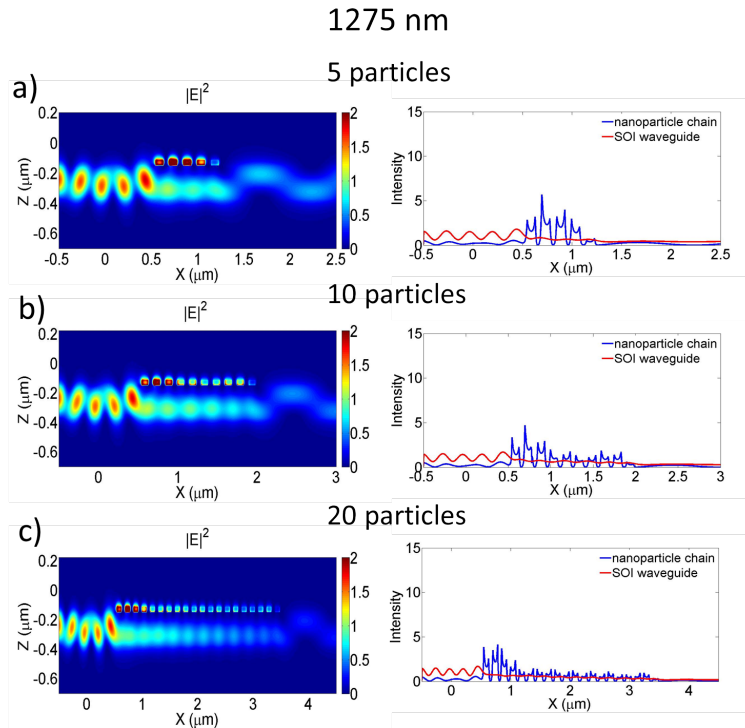 1275 nm
5 particles
a)
|E|²
0.2
0
-0.2
-0.4
-0.6
Z (μm)
-0.5 0 0.5 1 1.5 2 2.5
X (μm)
2
1.5
1
0.5
0
15
10
5
0
Intensity
nanoparticle chain
SOI waveguide
-0.5 0 0.5 1 1.5 2 2.5
X (μm)
10 particles
b)
|E|²
0.2
0
-0.2
-0.4
-0.6
Z (μm)
0 1 2 3
X (μm)
2
1.5
1
0.5
0
15
10
5
0
Intensity
nanoparticle chain
SOI waveguide
-0.5 0 0.5 1 1.5 2 2.5 3
X (μm)
20 particles
c)
|E|²
0.2
0
-0.2
-0.4
-0.6
Z (μm)
0 1 2 3 4
X (μm)
2
1.5
1
0.5
0
15
10
5
0
Intensity
nanoparticle chain
SOI waveguide
0 1 2 3 4
X (μm)